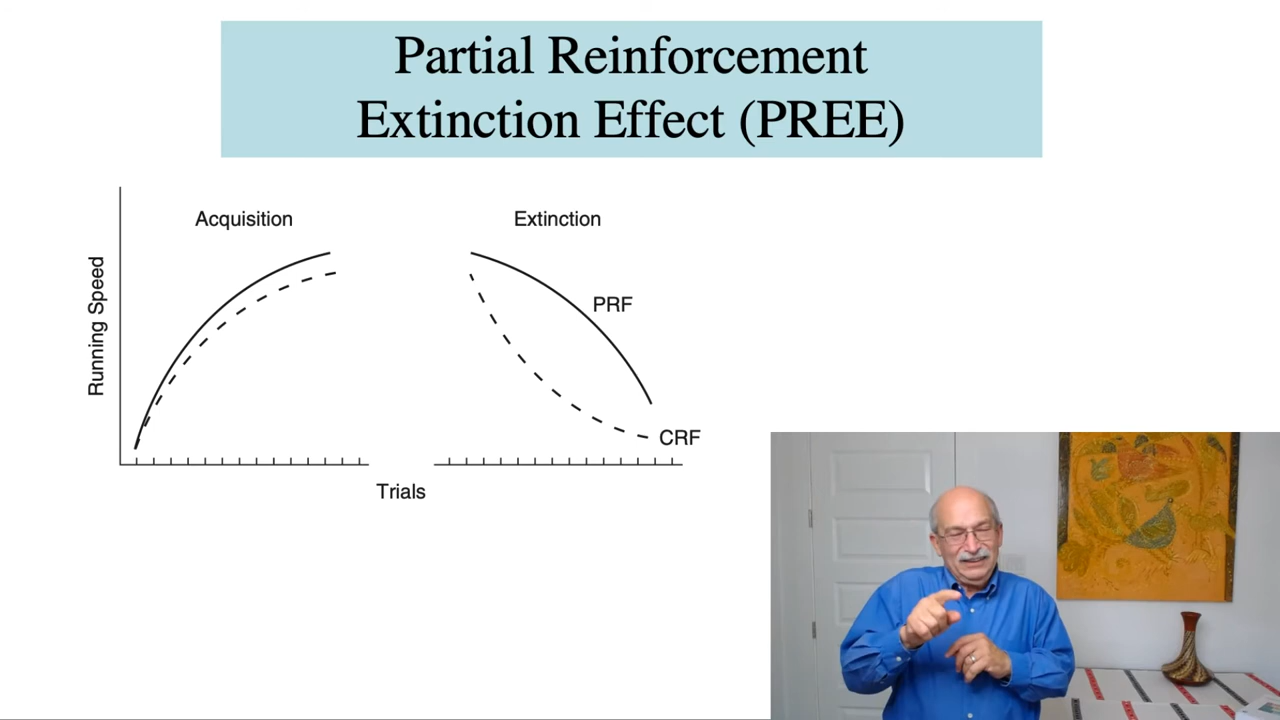 Partial Reinforcement
Extinction Effect (PREE)
Acquisition
Extinction
Running Speed
PRF
CRF
Trials